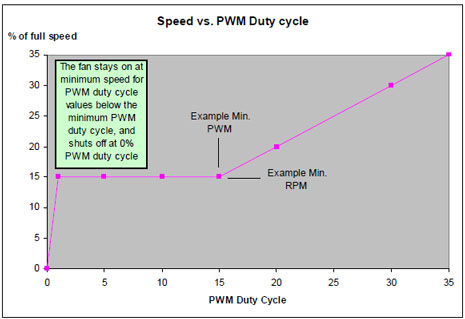 Speed vs. PWM Duty cycle
% of full speed
35
30
25
20
15
10
5
0
The fan stays on at
minimum speed for
PWM duty cycle
values below the
minimum PWM
duty cycle, and
shuts off at 0%
PWM duty cycle
Example Min.
PWM
Example Min.
RPM
0 5 10 15 20 25 30 35
PWM Duty Cycle